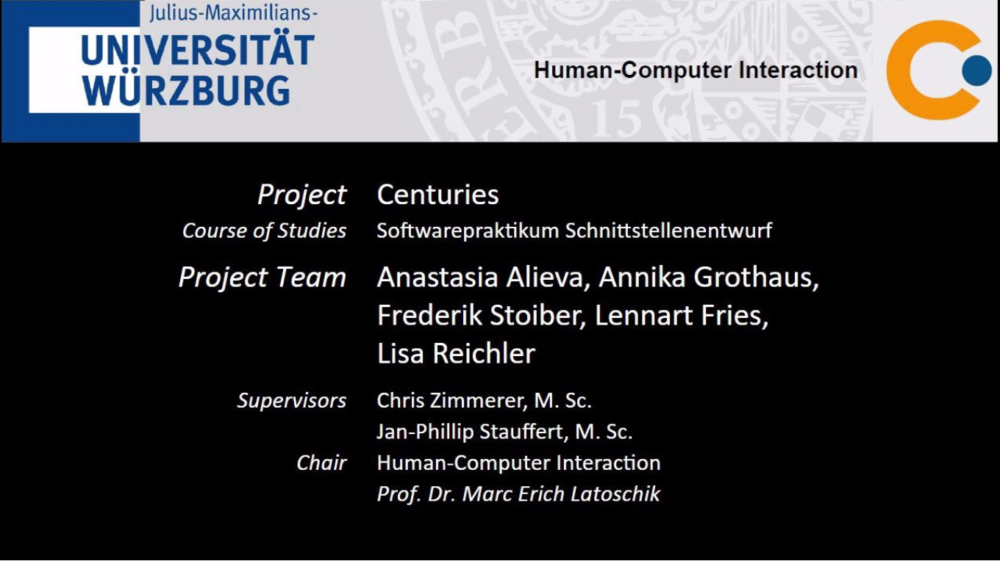 Julius-Maximilians-
UNIVERSITÄT
WÜRZBURG
Human-Computer Interaction
ERB
15
Project Centuries
Course of Studies Softwarepraktikum Schnittstellenentwurf
Project Team Anastasia Alieva, Annika Grothaus,
Frederik Stoiber, Lennart Fries,
Lisa Reichler
Supervisors Chris Zimmerer, M. Sc.
Jan-Phillip Stauffert, M. Sc.
Chair Human-Computer Interaction
Prof. Dr. Marc Erich Latoschik